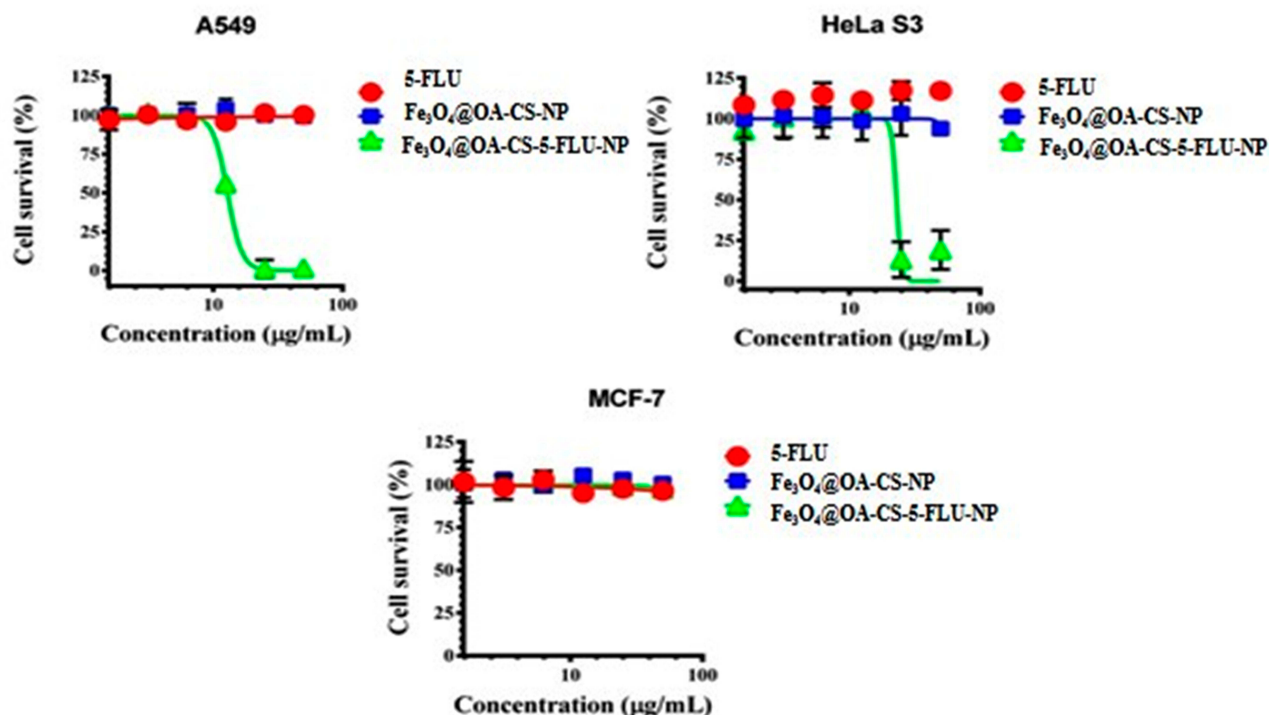 A549
125
100
75
50
25
0
10
100
Cell survival (%)
Concentration (µg/mL)
5-FLU
Fe₃O₄@OA-CS-NP
Fe₃O₄@OA-CS-5-FLU-NP
HeLa S3
125
100
75
50
25
0
10
100
Cell survival (%)
Concentration (µg/mL)
5-FLU
Fe₃O₄@OA-CS-NP
Fe₃O₄@OA-CS-5-FLU-NP
MCF-7
125
100
75
50
25
0
10
100
Cell survival (%)
Concentration (µg/mL)
5-FLU
Fe₃O₄@OA-CS-NP
Fe₃O₄@OA-CS-5-FLU-NP